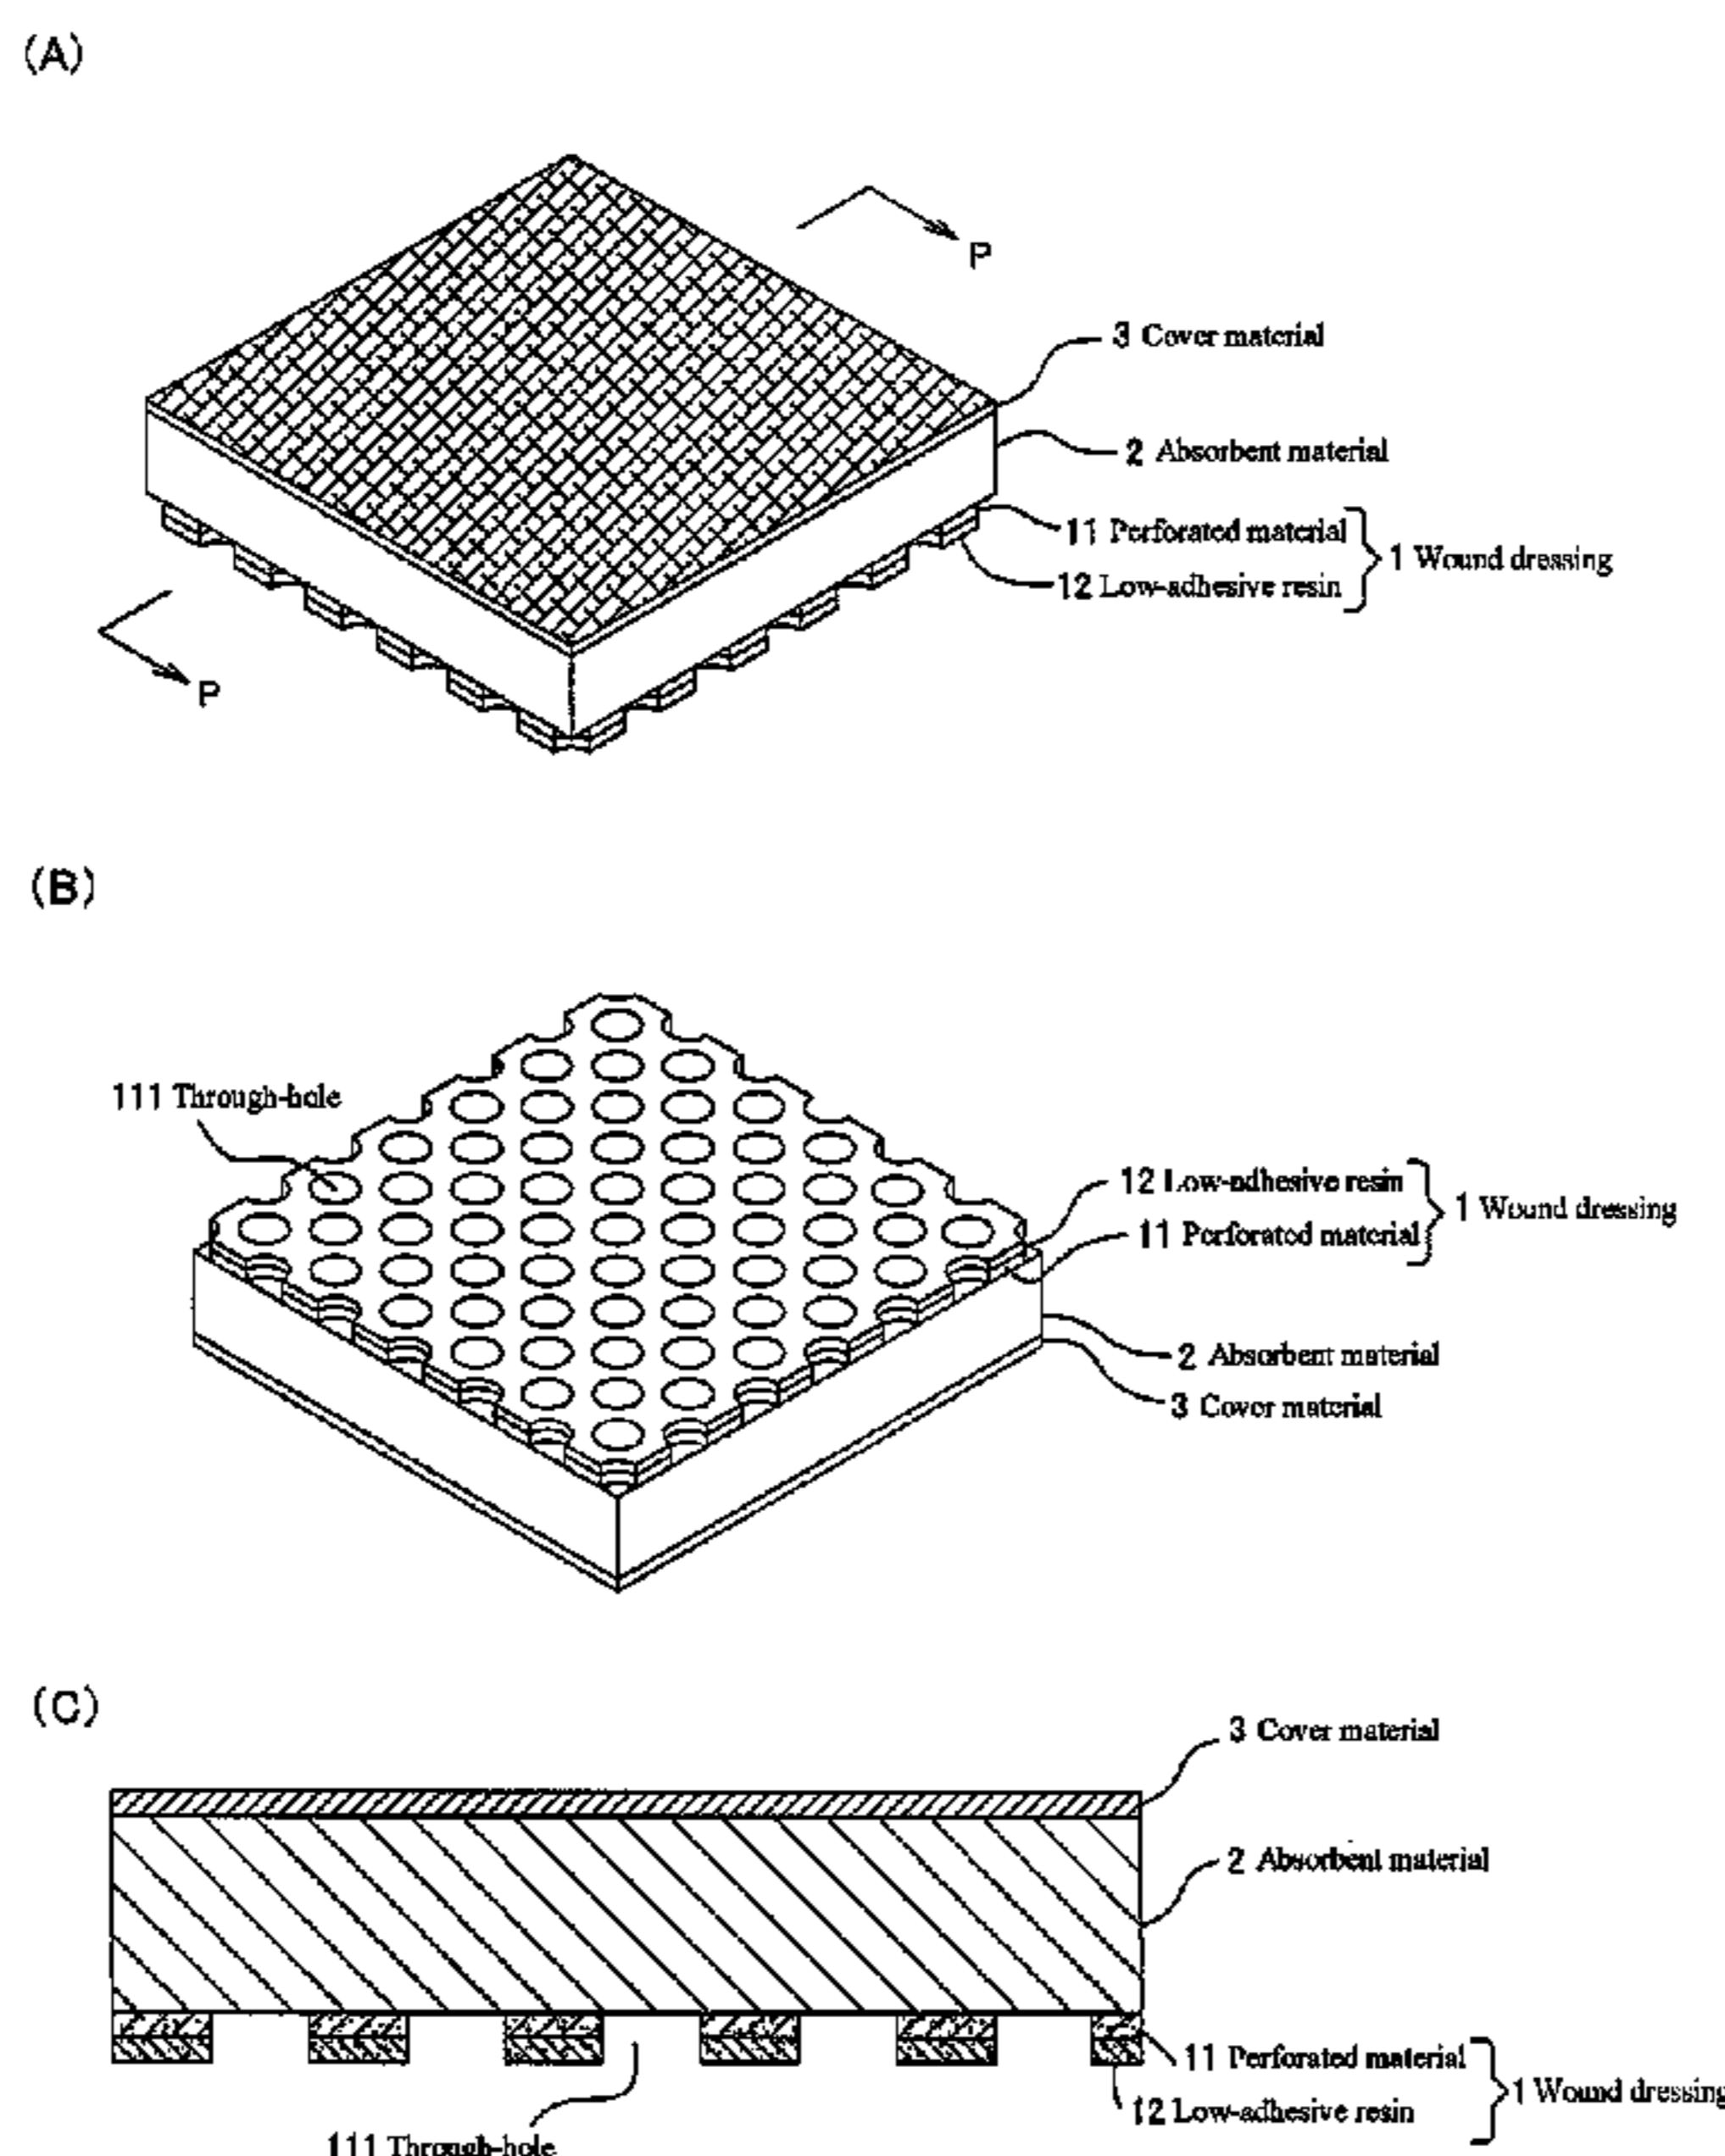 (A)
P
3 Cover material
2 Absorbent material
11 Perforated material
1 Wound dressing
12 Low-adhesive resin
P
(B)
111 Through-hole
12 Low-adhesive resin
1 Wound dressing
11 Perforated material
2 Absorbent material
3 Cover material
(C)
3 Cover material
2 Absorbent material
11 Perforated material
1 Wound dressing
12 Low-adhesive resin
111 Through-hole